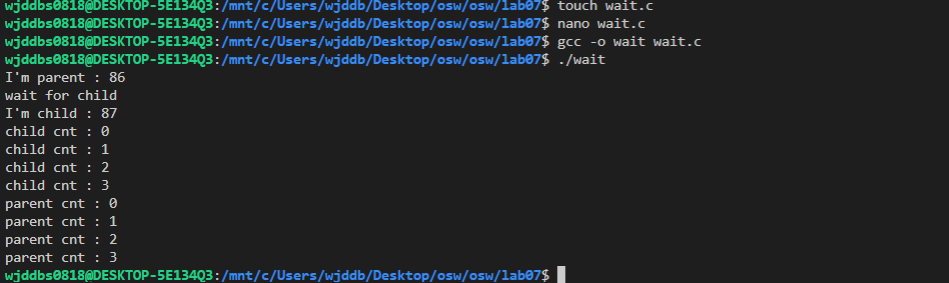 wjddbs0818@DESKTOP-5E134Q3:/mnt/c/Users/wjddb/Desktop/osw/osw/lab07$ touch wait.c
wjddbs0818@DESKTOP-5E134Q3:/mnt/c/Users/wjddb/Desktop/osw/osw/lab07$ nano wait.c
wjddbs0818@DESKTOP-5E134Q3:/mnt/c/Users/wjddb/Desktop/osw/osw/lab07$ gcc -o wait wait.c
wjddbs0818@DESKTOP-5E134Q3:/mnt/c/Users/wjddb/Desktop/osw/osw/lab07$ ./wait
I'm parent : 86
wait for child
I'm child : 87
child cnt : 0
child cnt : 1
child cnt : 2
child cnt : 3
parent cnt : 0
parent cnt : 1
parent cnt : 2
parent cnt : 3
wjddbs0818@DESKTOP-5E134Q3:/mnt/c/Users/wjddb/Desktop/osw/osw/lab07$